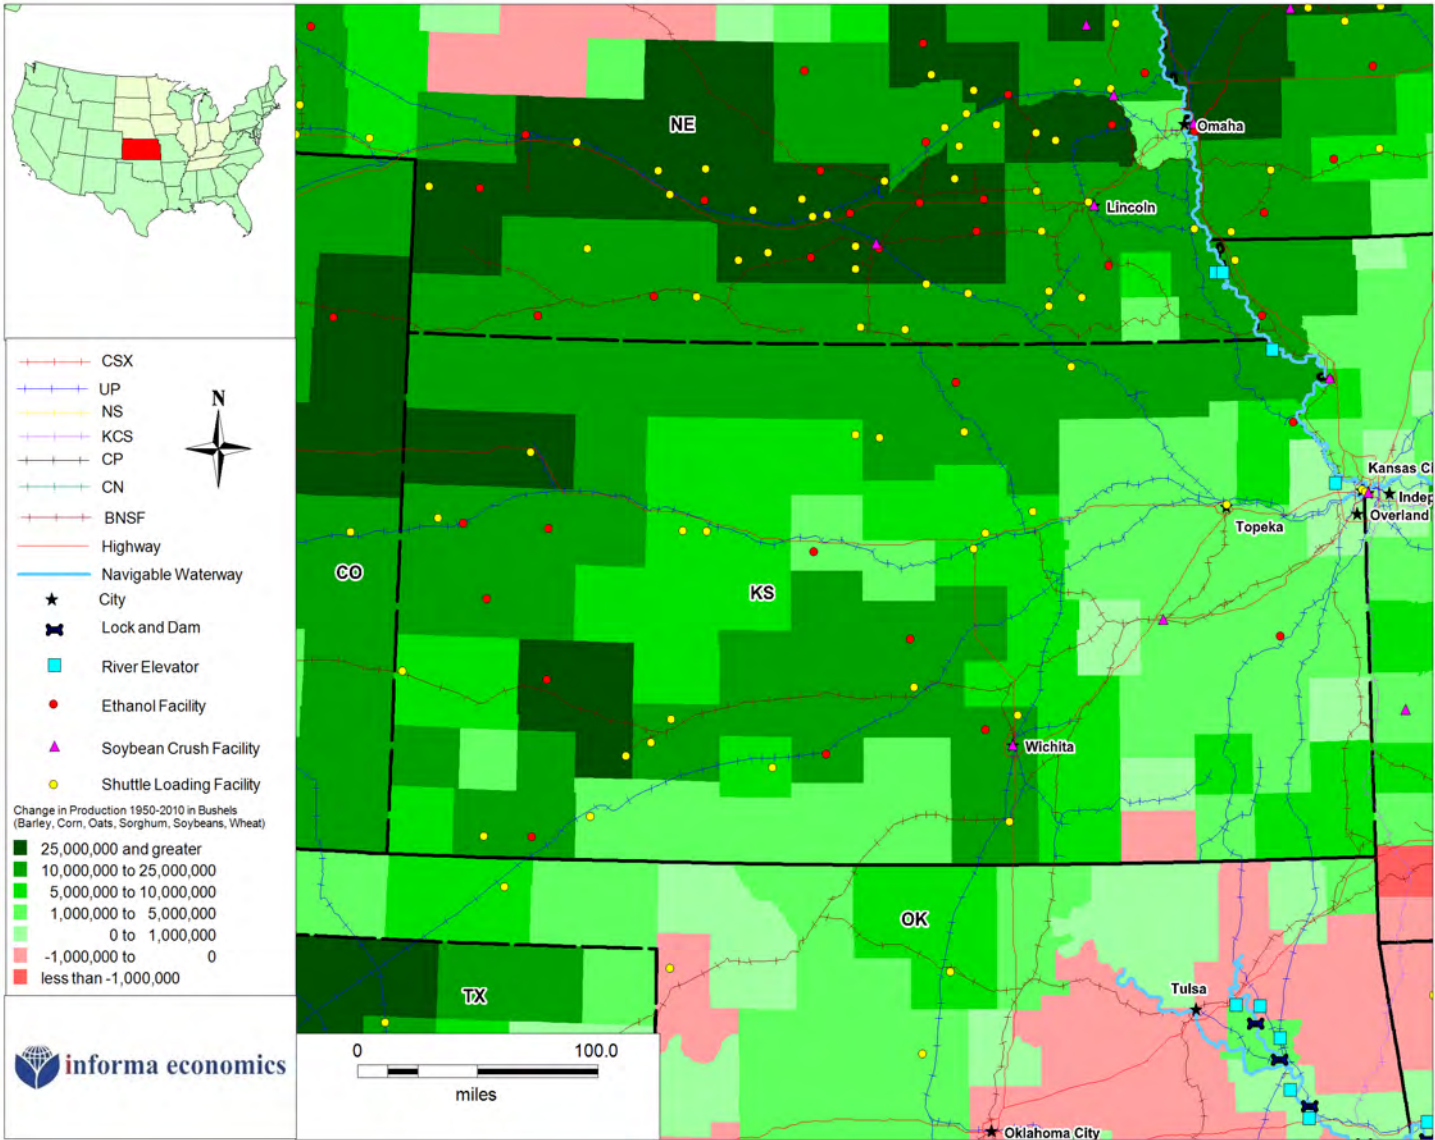 NE
Omaha
Lincoln
CSX
UP
NS
KCS
CP
CN
BNSF
Highway
Navigable Waterway
City
Lock and Dam
River Elevator
Ethanol Facility
Soybean Crush Facility
Shuttle Loading Facility
N
Change in Production 1950-2010 in Bushels
(Barley, Corn, Oats, Sorghum, Soybeans, Wheat)
25,000,000 and greater
10,000,000 to 25,000,000
5,000,000 to 10,000,000
1,000,000 to 5,000,000
0 to 1,000,000
-1,000,000 to 0
less than -1,000,000
Kansas Ci
Indep
Overland
Topeka
CO
KS
Wichita
OK
TX
Tulsa
Oklahoma City
informa economics
0 100.0
miles